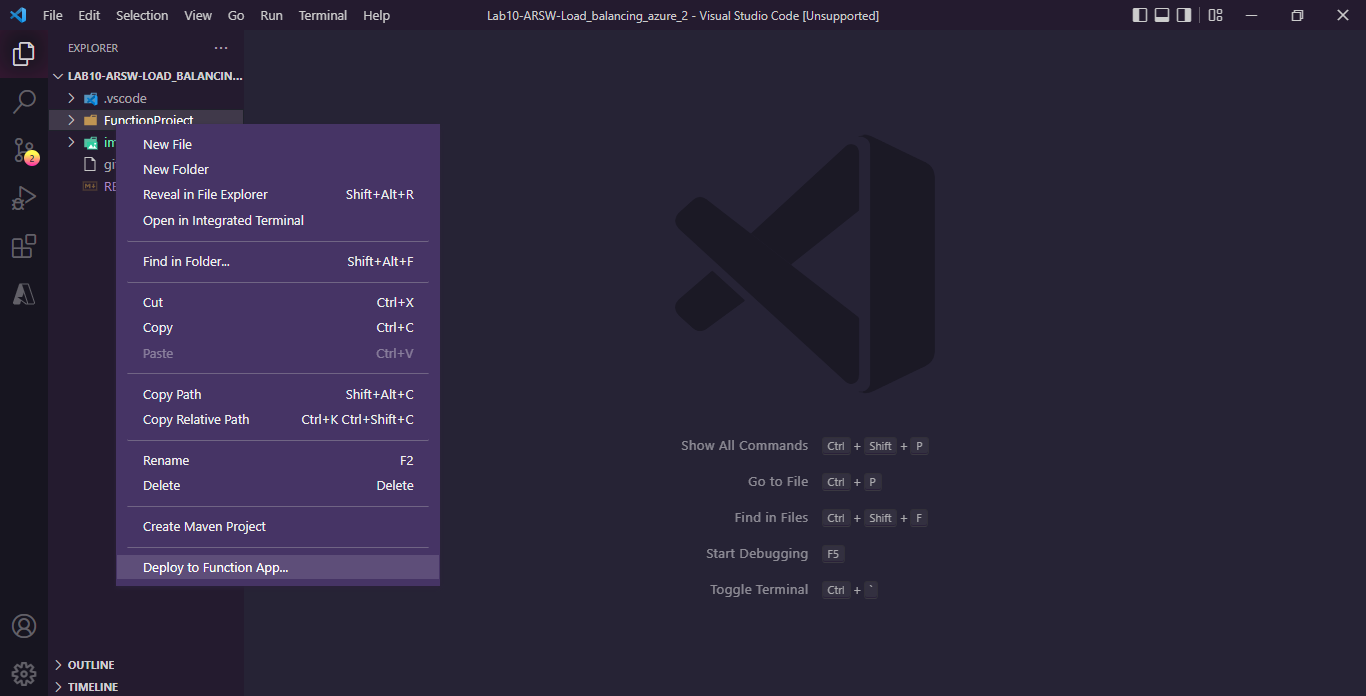 File Edit Selection View Go Run Terminal Help Lab10-ARSW-Load_balancing_azure_2 - Visual Studio Code [Unsupported]
EXPLORER ...
LAB10-ARSW-LOAD_BALANCIN...
.vscode
FunctionProject
im
gi
RE
2
New File
New Folder
Reveal in File Explorer Shift+Alt+R
Open in Integrated Terminal
Find in Folder... Shift+Alt+F
Cut Ctrl+X
Copy Ctrl+C
Paste Ctrl+V
Copy Path Shift+Alt+C
Copy Relative Path Ctrl+K Ctrl+Shift+C
Rename F2
Delete Delete
Create Maven Project
Deploy to Function App...
Show All Commands Ctrl + Shift + P
Go to File Ctrl + P
Find in Files Ctrl + Shift + F
Start Debugging F5
Toggle Terminal Ctrl + `
OUTLINE
TIMELINE